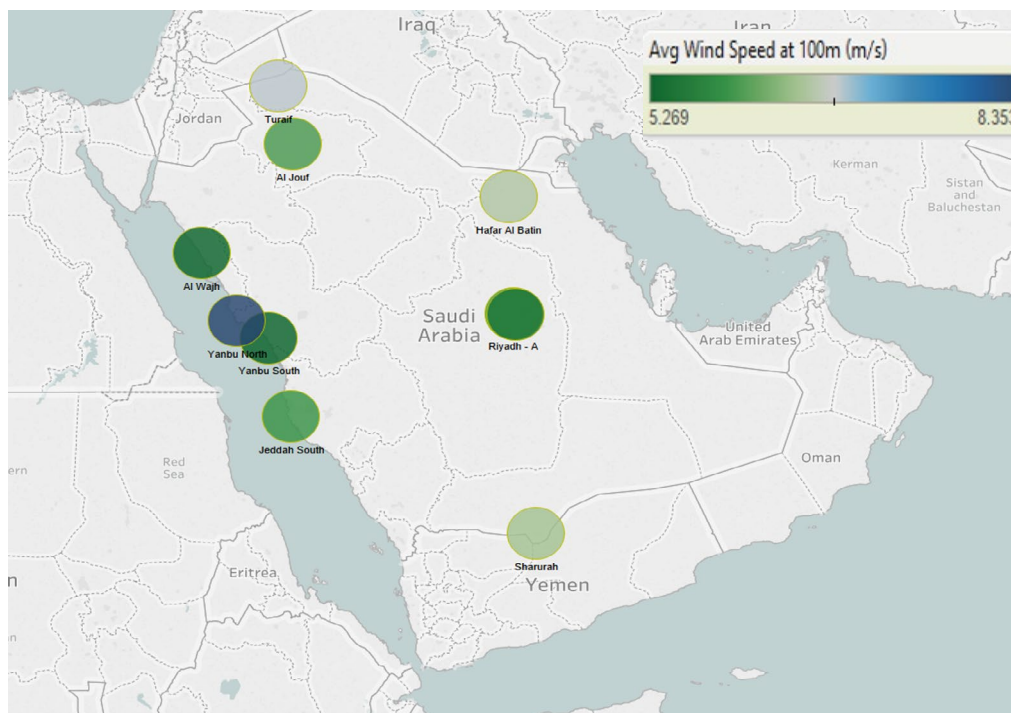 Iraq
Iran
Avg Wind Speed at 100m (m/s)
5.269
8.353
Jordan
Turaif
Al Jouf
Kerman
Sistan
and
Baluchestan
Hafar Al Batin
Al Wajh
Saudi
Arabia
Riyadh - A
United
Arab Emirates
Yanbu North
Yanbu South
Jeddah South
Red
Sea
Oman
Sharurah
Eritrea
Yemen